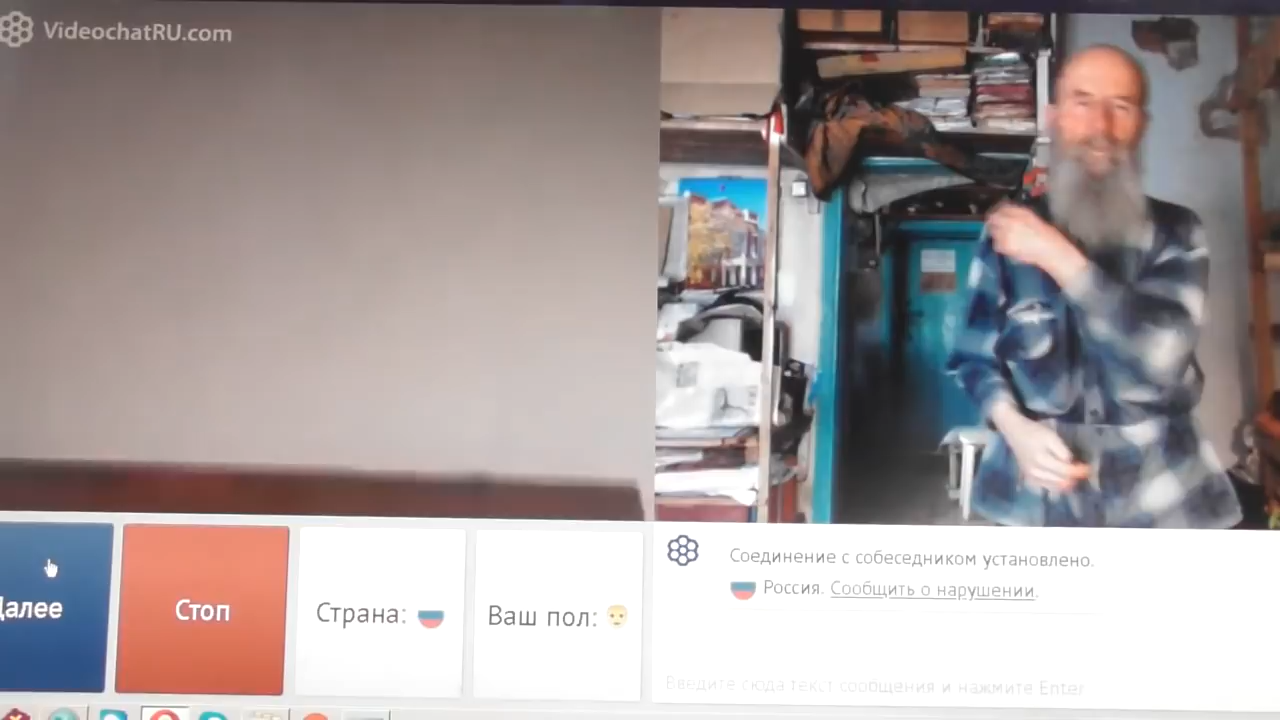 VideochatRU.com
Далее
Стоп
Страна:
Ваш пол:
Соединение с собеседником установлено.
Россия. Сообщить о нарушении.
Введите сюда текст сообщения и нажмите Enter